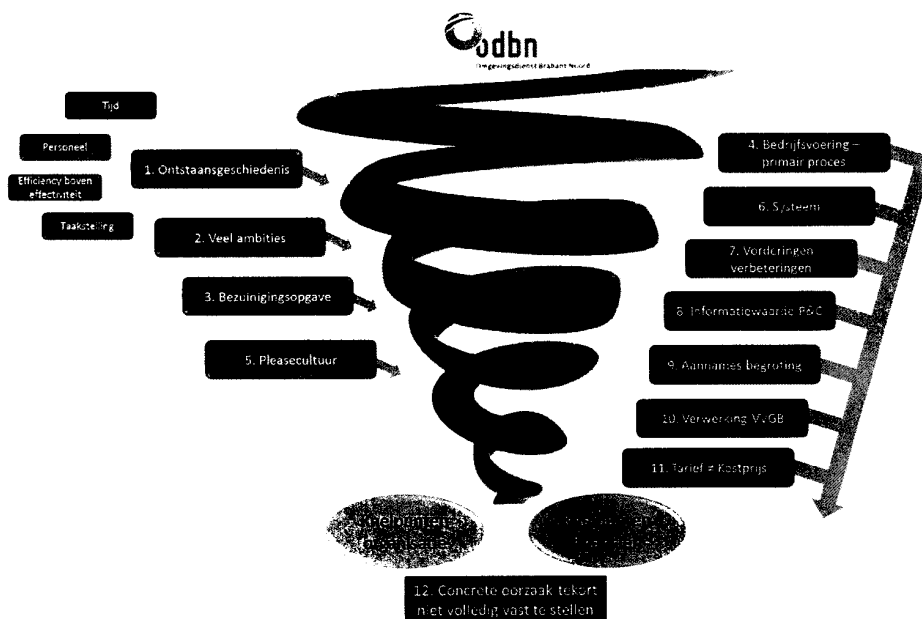 odbn
Omgevingsdienst Brabant Noord
Tijd
Personeel
Efficiency boven
effectiviteit
Taakstelling
1. Ontstaansgeschiedenis
2. Veel ambities
3. Bezuinigingsopgave
5. Pleasecultuur
4. Bedrijfsvoering –
primair proces
6. Systeem
7. Vorderingen
verbeteringen
8. Informatiewaarde P&C
9. Aannames begroting
10. Verwerking VVGB
11. Tarief ≠ Kostprijs
Knelpunten
12. Concrete oorzaak tekort
niet volledig vast te stellen